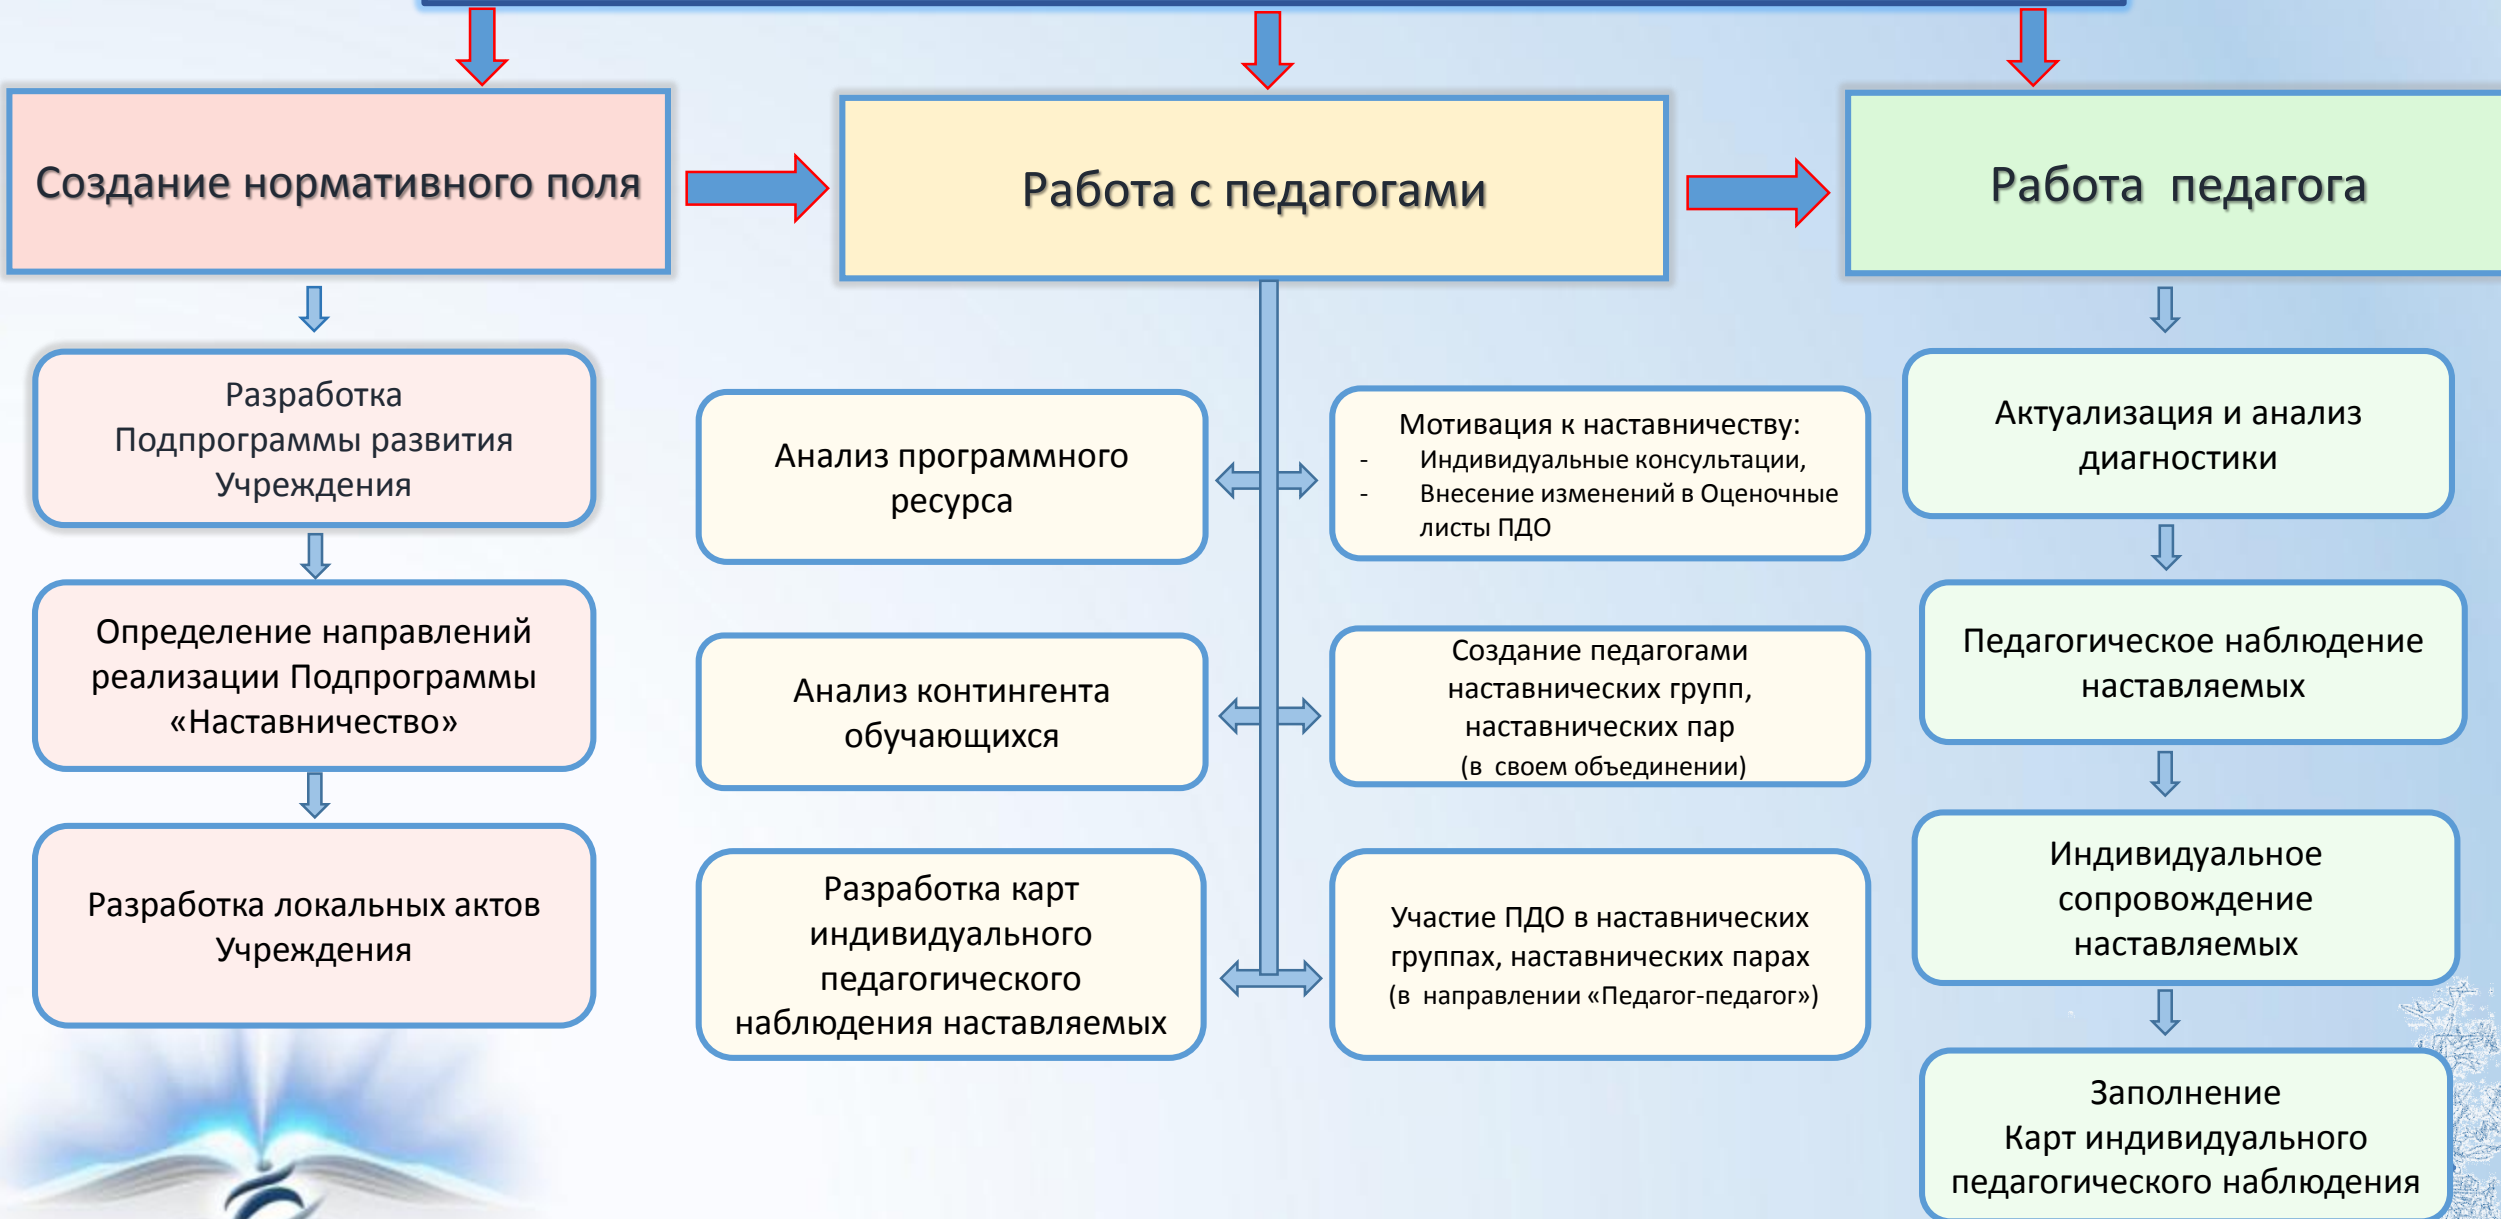 Создание нормативного поля
Работа с педагогами
Работа  педагога
Разработка
Подпрограммы развития
Учреждения
Определение направлений
реализации Подпрограммы
«Наставничество»
Разработка локальных актов
Учреждения
Анализ программного
ресурса
Мотивация к наставничеству:
- Индивидуальные консультации,
- Внесение изменений в Оценочные
листы ПДО
Анализ контингента
обучающихся
Создание педагогами
наставнических групп,
наставнических пар
(в  своем объединении)
Разработка карт
индивидуального
педагогического
наблюдения наставляемых
Участие ПДО в наставнических
группах, наставнических парах
(в  направлении «Педагог-педагог»)
Актуализация и анализ
диагностики
Педагогическое наблюдение
наставляемых
Индивидуальное
сопровождение
наставляемых
Заполнение
Карт индивидуального
педагогического наблюдения